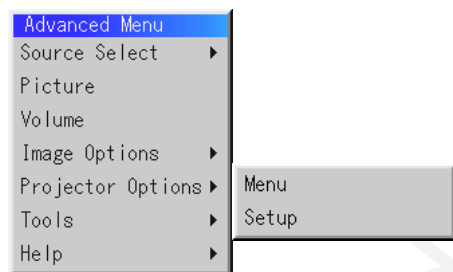 Advanced Menu
Source Select
Picture
Volume
Image Options
Projector Options
Menu
Tools
Setup
Help